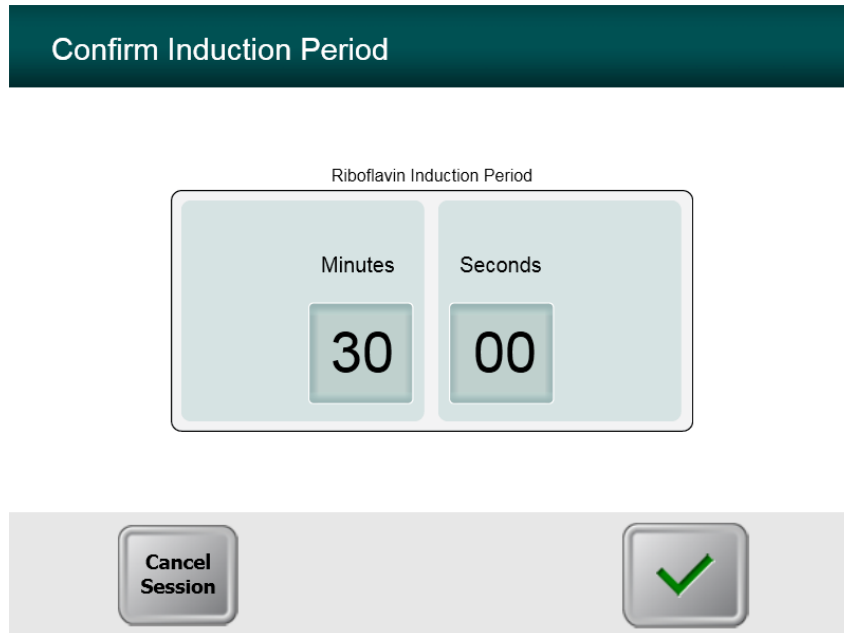 Confirm Induction Period
Riboflavin Induction Period
Minutes Seconds
30 00
Cancel
Session